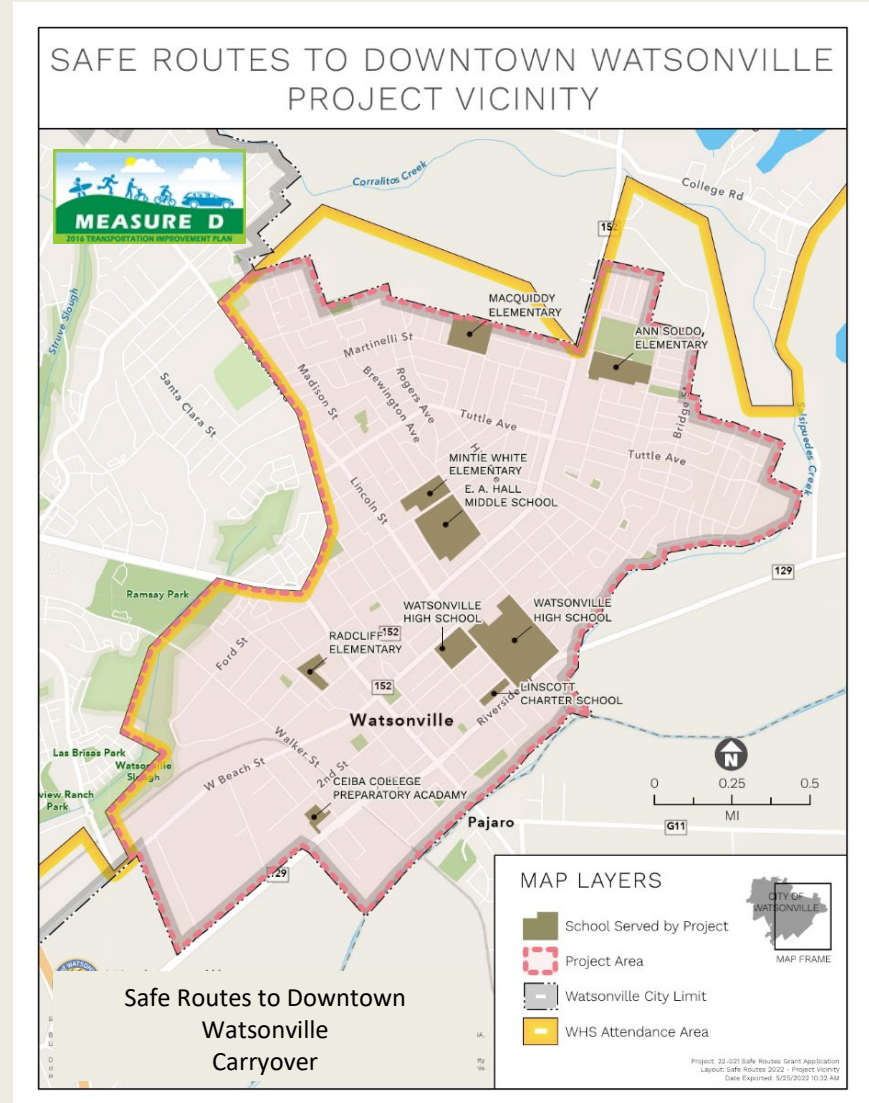 SAFE ROUTES TO DOWNTOWN WATSONVILLE
PROJECT VICINITY
MEASURE D
2016 TRANSPORTATION IMPROVEMENT PLAN
Corralitos Creek
College Rd
152
Struve Slough
MACQUIDDY
ELEMENTARY
ANN SOLDO
ELEMENTARY
Martinelli St
Madison St
Rogers Ave
Brewington Ave
Santa Clara St
Tuttle Ave
Bridge St
Salsipuedes Creek
Tuttle Ave
MINTIE WHITE
ELEMENTARY
E. A. HALL
MIDDLE SCHOOL
Lincoln St
129
Ramsay Park
Ford St
WATSONVILLE
HIGH SCHOOL
WATSONVILLE
HIGH SCHOOL
RADCLIFF
ELEMENTARY
152
152
LINSCOTT
CHARTER SCHOOL
Riverside
Watsonville
Walker St
2nd St
W Beach St
Las Brisas Park
Watsonville
Slough
view Ranch
Park
CEIBA COLLEGE
PREPARATORY ACADAMY
Pajaro
N
0 0.25 0.5
MI
G11
129
MAP LAYERS
School Served by Project
Project Area
Watsonville City Limit
WHS Attendance Area
CITY OF
WATSONVILLE
MAP FRAME
Safe Routes to Downtown
Watsonville
Carryover
Project: 22-021 Safe Routes Grant Application
Layout: Safe Routes 2022 - Project Vicinity
Date Exported: 5/25/2022 10:32 AM